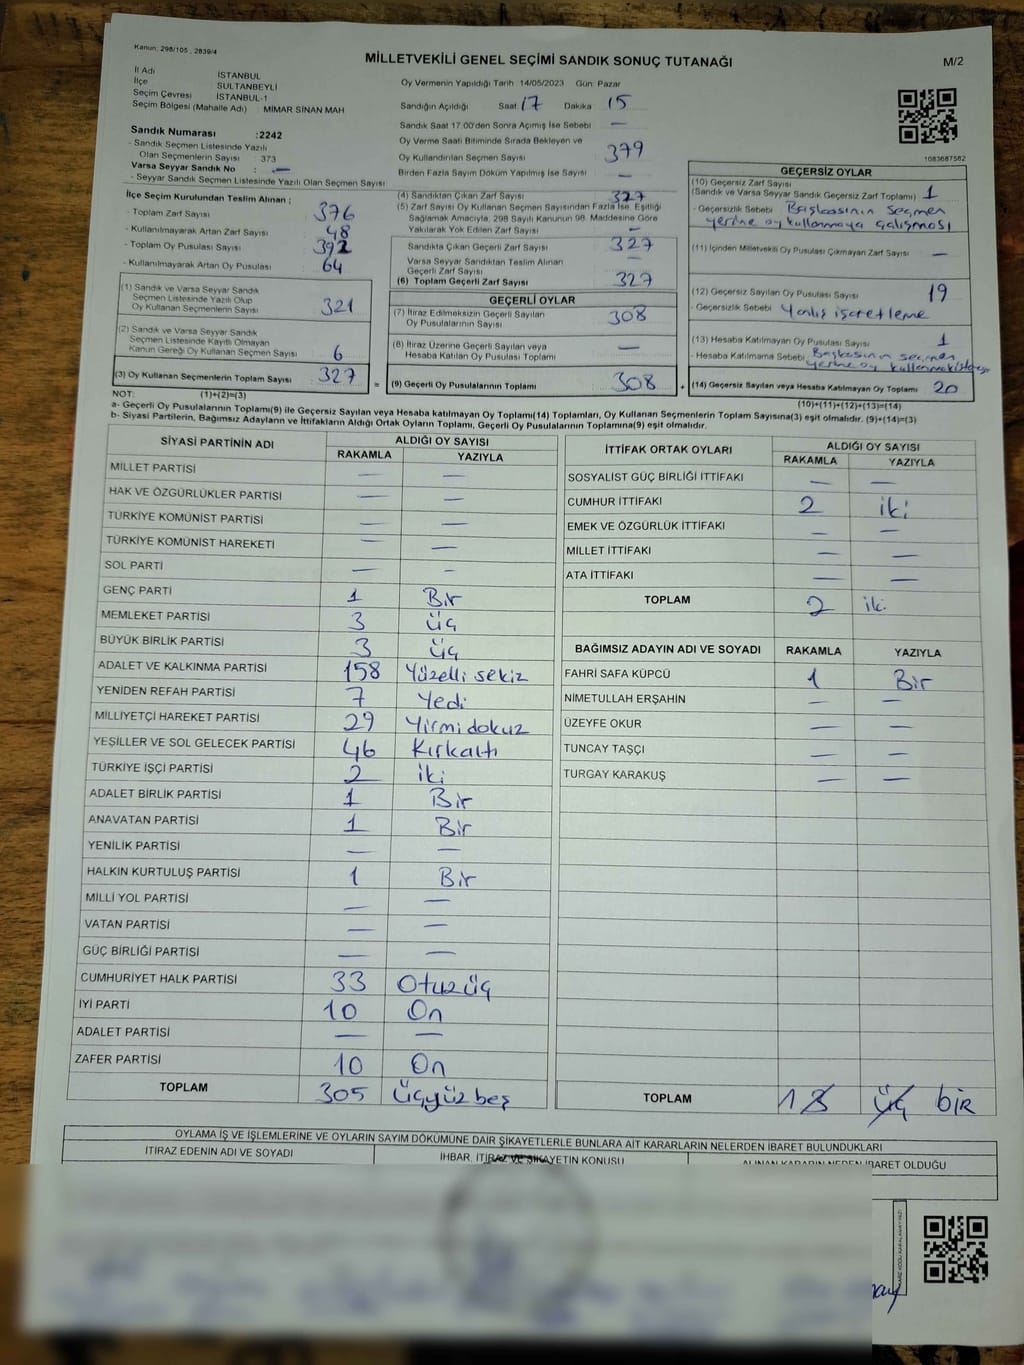 Kanun: 298/105 , 2839/4
MİLLETVEKİLİ GENEL SEÇİMİ SANDIK SONUÇ TUTANAĞI
M/2
İl Adı İSTANBUL
İlçe SULTANBEYLİ
Seçim Çevresi İSTANBUL-1
Seçim Bölgesi (Mahalle Adı) : MİMAR SİNAN MAH
Oy Vermenin Yapıldığı Tarih :14/05/2023 Gün: Pazar
Sandığın Açıldığı Saat 17 Dakika 15
Sandık Saat 17.00'den Sonra Açımış İse Sebebi —
Oy Verme Saati Bitiminde Sırada Bekleyen ve
Oy Kullandırılan Seçmen Sayısı 379
Birden Fazla Sayım Döküm Yapılmış İse Sayısı —
1083687582
Sandık Numarası :2242
- Sandık Seçmen Listesinde Yazılı
Olan Seçmenlerin Sayısı : 373
Varsa Seyyar Sandık No : —
- Seyyar Sandık Seçmen Listesinde Yazılı Olan Seçmen Sayısı
İlçe Seçim Kurulundan Teslim Alınan ;
- Toplam Zarf Sayısı 376
- Kullanılmayarak Artan Zarf Sayısı 48
- Toplam Oy Pusulası Sayısı 392
- Kullanılmayarak Artan Oy Pusulası 64
(1) Sandık ve Varsa Seyyar Sandık
Seçmen Listesinde Yazılı Olup
Oy Kullanan Seçmenlerin Sayısı 321
(2) Sandık ve Varsa Seyyar Sandık
Seçmen Listesinde Kayıtlı Olmayan
Kanun Gereği Oy Kullanan Seçmen Sayısı 6
(3) Oy Kullanan Seçmenlerin Toplam Sayısı 327
(4) Sandıktan Çıkan Zarf Sayısı 327
(5) Zarf Sayısı Oy Kullanan Seçmen Sayısından Fazla İse, Eşitliği
Sağlamak Amacıyla, 298 Sayılı Kanunun 98. Maddesine Göre
Yakılarak Yok Edilen Zarf Sayısı —
Sandıkta Çıkan Geçerli Zarf Sayısı 327
Varsa Seyyar Sandıktan Teslim Alınan
Geçerli Zarf Sayısı —
(6) Toplam Geçerli Zarf Sayısı 327
GEÇERLİ OYLAR
(7) İtiraz Edilmeksizin Geçerli Sayılan
Oy Pusulalarının Sayısı 308
(8) İtiraz Üzerine Geçerli Sayılan veya
Hesaba Katılan Oy Pusulası Toplamı —
= (9) Geçerli Oy Pusulalarının Toplamı 308 +
GEÇERSİZ OYLAR
(10) Geçersiz Zarf Sayısı
(Sandık ve Varsa Seyyar Sandık Geçersiz Zarf Toplamı) 1
- Geçersizlik Sebebi Başkasının seçmen
yerine oy kullanmaya çalışması
(11) İçinden Milletvekili Oy Pusulası Çıkmayan Zarf Sayısı —
(12) Geçersiz Sayılan Oy Pusulası Sayısı 19
- Geçersizlik Sebebi : Yanlış işaretleme
(13) Hesaba Katılmayan Oy Pusulası Sayısı 1
- Hesaba Katılmama Sebebi Başkasının seçmen
yerine oy
(14) Geçersiz Sayılan veya Hesaba Katılmayan Oy Toplamı 20
NOT: (1)+(2)=(3)
(10)+(11)+(12)+(13)=(14)
a- Geçerli Oy Pusulalarının Toplamı(9) ile Geçersiz Sayılan veya Hesaba katılmayan Oy Toplamı(14) Toplamları, Oy Kullanan Seçmenlerin Toplam Sayısına(3) eşit olmalıdır. (9)+(14)=(3)
b- Siyasi Partilerin, Bağımsız Adayların ve İttifakların Aldığı Ortak Oyların Toplamı, Geçerli Oy Pusulalarının Toplamına(9) eşit olmalıdır.
SİYASİ PARTİNİN ADI ALDIĞI OY SAYISI
RAKAMLA YAZIYLA
MİLLET PARTİSİ — —
HAK VE ÖZGÜRLÜKLER PARTİSİ — —
TÜRKİYE KOMÜNİST PARTİSİ — —
TÜRKİYE KOMÜNİST HAREKETİ — —
SOL PARTİ — —
GENÇ PARTİ 1 Bir
MEMLEKET PARTİSİ 3 üç
BÜYÜK BİRLİK PARTİSİ 3 üç
ADALET VE KALKINMA PARTİSİ 158 Yüzelli sekiz
YENİDEN REFAH PARTİSİ 7 Yedi
MİLLİYETÇİ HAREKET PARTİSİ 29 Yirmi dokuz
YEŞİLLER VE SOL GELECEK PARTİSİ 46 Kırkaltı
TÜRKİYE İŞÇİ PARTİSİ 2 iki
ADALET BİRLİK PARTİSİ 1 Bir
ANAVATAN PARTİSİ 1 Bir
YENİLİK PARTİSİ — —
HALKIN KURTULUŞ PARTİSİ 1 Bir
MİLLİ YOL PARTİSİ — —
VATAN PARTİSİ — —
GÜÇ BİRLİĞİ PARTİSİ — —
CUMHURİYET HALK PARTİSİ 33 Otuzüç
İYİ PARTİ 10 On
ADALET PARTİSİ — —
ZAFER PARTİSİ 10 On
TOPLAM 305 üçyüz beş
İTTİFAK ORTAK OYLARI ALDIĞI OY SAYISI
RAKAMLA YAZIYLA
SOSYALİST GÜÇ BİRLİĞİ İTTİFAKI — —
CUMHUR İTTİFAKI 2 iki
EMEK VE ÖZGÜRLÜK İTTİFAKI — —
MİLLET İTTİFAKI — —
ATA İTTİFAKI — —
TOPLAM 2 iki
BAĞIMSIZ ADAYIN ADI VE SOYADI RAKAMLA YAZIYLA
FAHRİ SAFA KÜPCÜ 1 Bir
NİMETULLAH ERŞAHİN — —
ÜZEYFE OKUR — —
TUNCAY TAŞÇI — —
TURGAY KARAKUŞ — —
TOPLAM 1 3 üç bir
OYLAMA İŞ VE İŞLEMLERİNE VE OYLARIN SAYIM DÖKÜMÜNE DAİR ŞİKAYETLERLE BUNLARA AİT KARARLARIN NELERDEN İBARET BULUNDUKLARI
İTİRAZ EDENİN ADI VE SOYADI
İHBAR, İTİRAZ VE ŞİKAYETİN KONUSU
ALINAN KARARIN NEDEN İBARET OLDUĞU